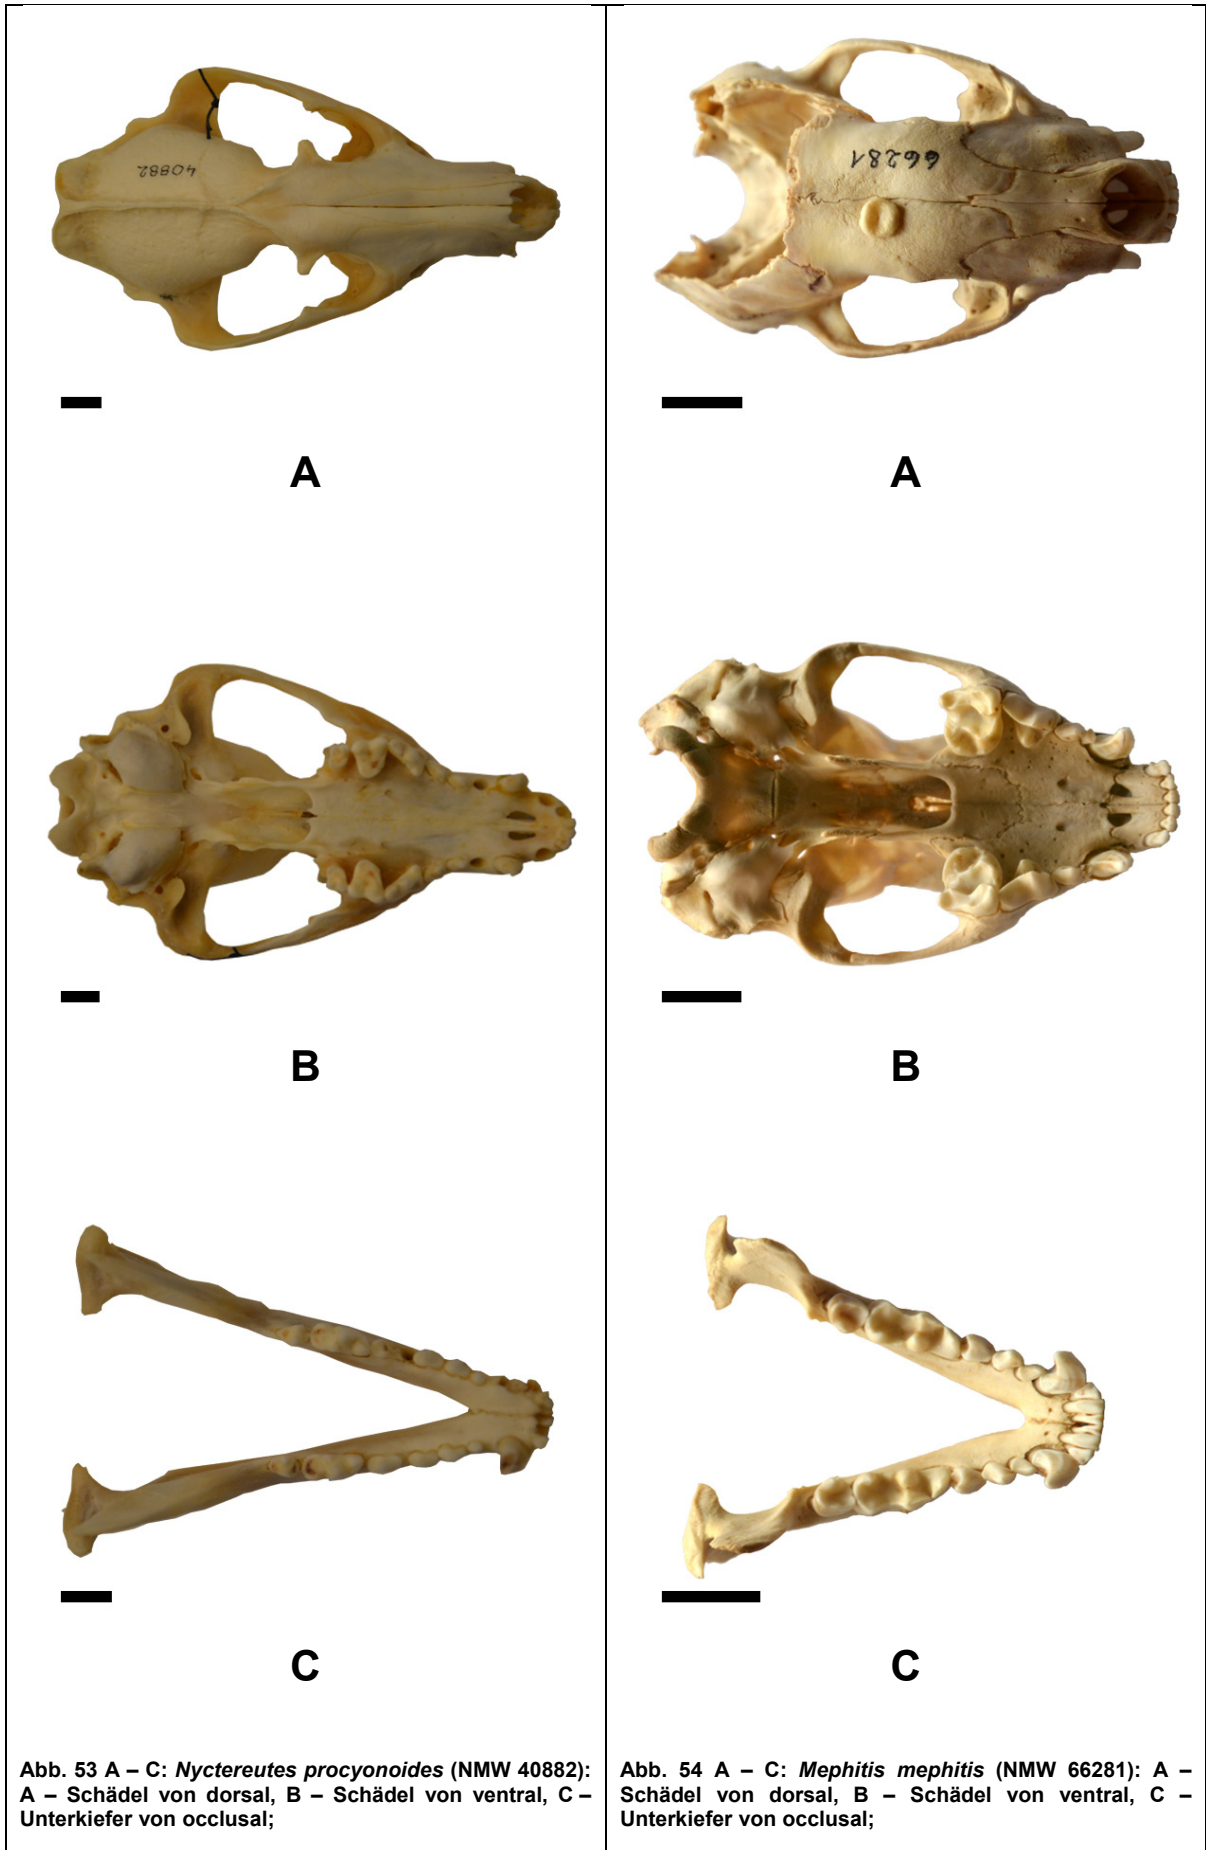 40882
A
B
C
Abb. 53 A – C: Nyctereutes procyonoides (NMW 40882):
A – Schädel von dorsal, B – Schädel von ventral, C –
Unterkiefer von occlusal;
66281
A
B
C
Abb. 54 A – C: Mephitis mephitis (NMW 66281): A –
Schädel von dorsal, B – Schädel von ventral, C –
Unterkiefer von occlusal;